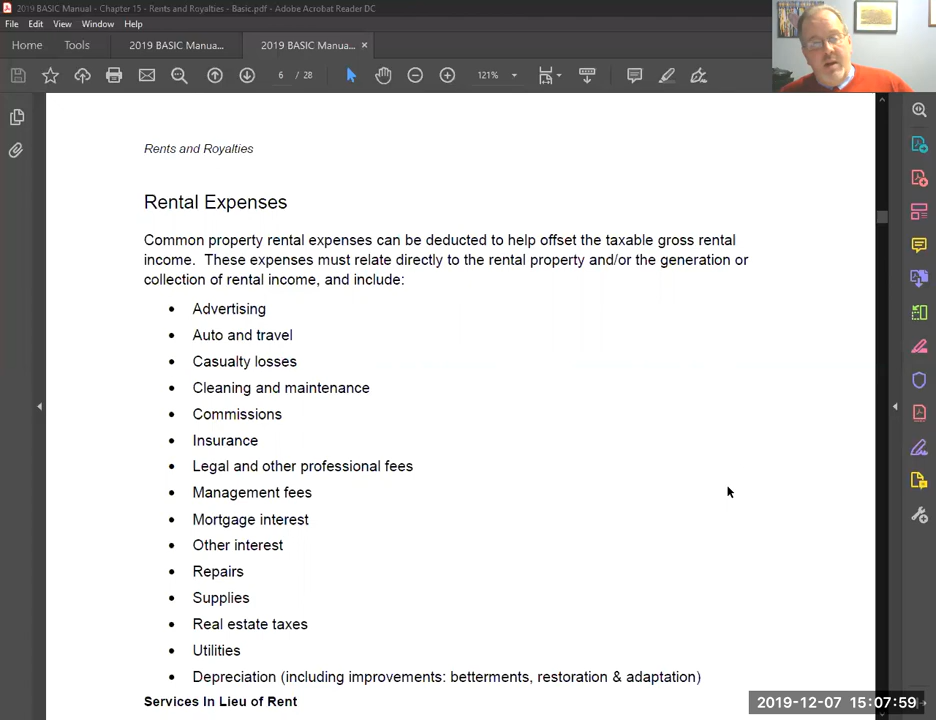 2019 BASIC Manual - Chapter 15 - Rents and Royalties - Basic.pdf - Adobe Acrobat Reader DC
File Edit View Window Help
Home Tools 2019 BASIC Manua... 2019 BASIC Manua... ×
6 / 28 121%
Rents and Royalties
Rental Expenses
Common property rental expenses can be deducted to help offset the taxable gross rental
income. These expenses must relate directly to the rental property and/or the generation or
collection of rental income, and include:
• Advertising
• Auto and travel
• Casualty losses
• Cleaning and maintenance
• Commissions
• Insurance
• Legal and other professional fees
• Management fees
• Mortgage interest
• Other interest
• Repairs
• Supplies
• Real estate taxes
• Utilities
• Depreciation (including improvements: betterments, restoration & adaptation)
Services In Lieu of Rent
2019-12-07 15:07:59